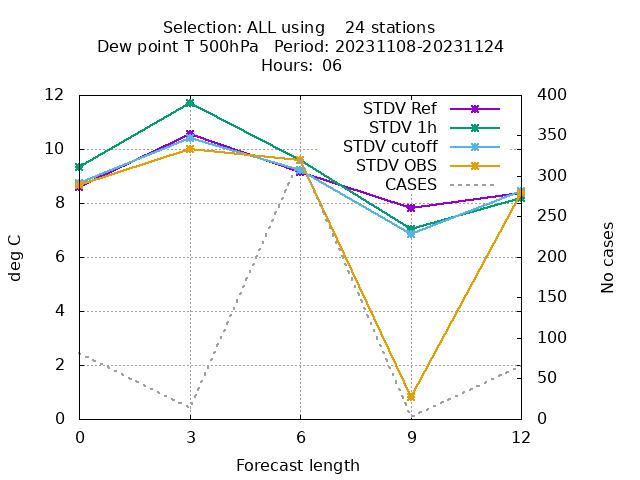 Selection: ALL using    24 stations
Dew point T 500hPa   Period: 20231108-20231124
Hours: 06
12 400
STDV Ref
STDV 1h
350
10
STDV cutoff
STDV OBS
300
CASES
8
250
deg C
6 200
No cases
150
4
100
2
50
0 0
0 3 6 9 12
Forecast length